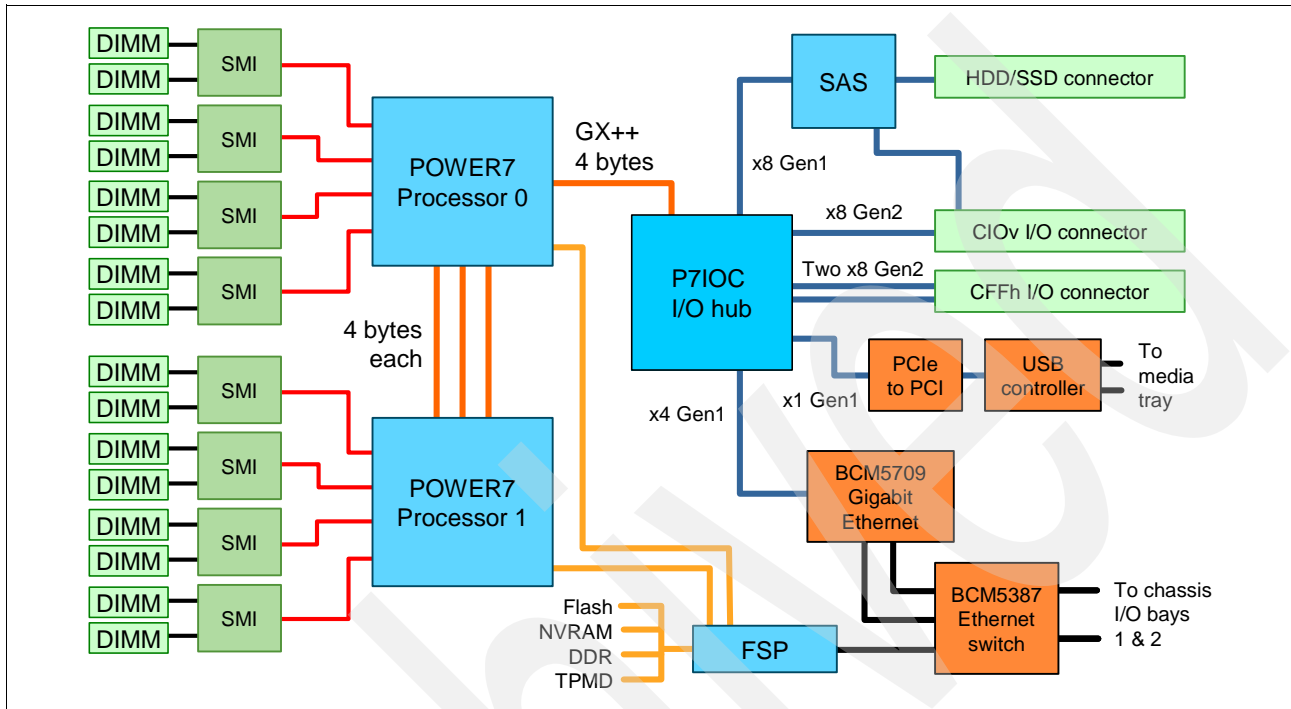 DIMM
DIMM
SMI
DIMM
DIMM
SMI
DIMM
DIMM
SMI
DIMM
DIMM
SMI
POWER7
Processor 0
GX++
4 bytes
4 bytes
each
DIMM
DIMM
SMI
DIMM
DIMM
SMI
DIMM
DIMM
SMI
DIMM
DIMM
SMI
POWER7
Processor 1
SAS
HDD/SSD connector
x8 Gen1
x8 Gen2
CIOv I/O connector
P7IOC
I/O hub
Two x8 Gen2
CFFh I/O connector
x1 Gen1
PCIe
to PCI
USB
controller
To
media
tray
x4 Gen1
BCM5709
Gigabit
Ethernet
BCM5387
Ethernet
switch
To chassis
I/O bays
1 & 2
Flash
NVRAM
DDR
TPMD
FSP